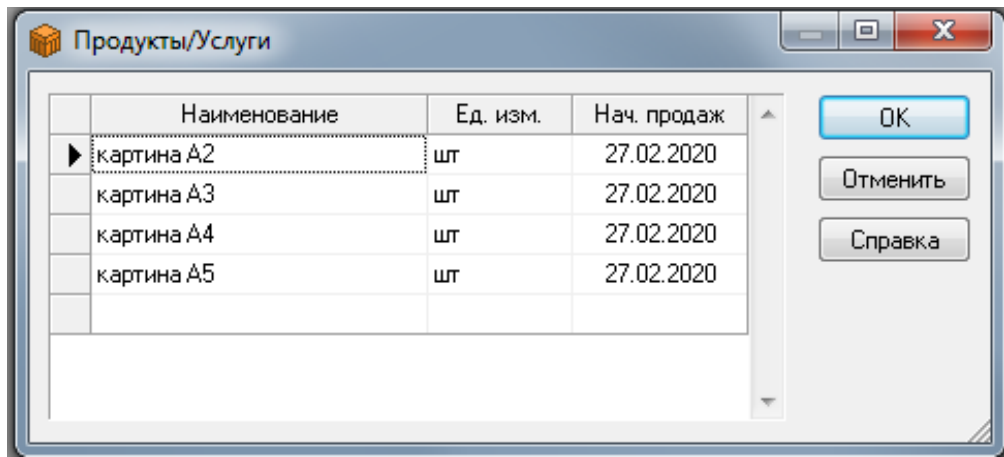 Продукты/Услуги
Наименование Ед. изм. Нач. продаж
картина А2 шт 27.02.2020
картина А3 шт 27.02.2020
картина А4 шт 27.02.2020
картина А5 шт 27.02.2020
ОК
Отменить
Справка